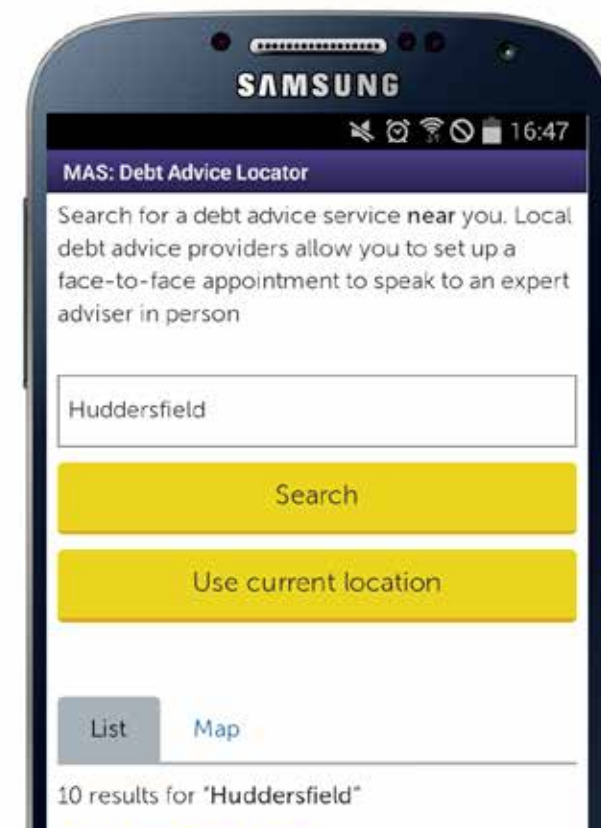 SAMSUNG
16:47
MAS: Debt Advice Locator
Search for a debt advice service near you. Local
debt advice providers allow you to set up a
face-to-face appointment to speak to an expert
adviser in person
Huddersfield
Search
Use current location
List Map
10 results for "Huddersfield"